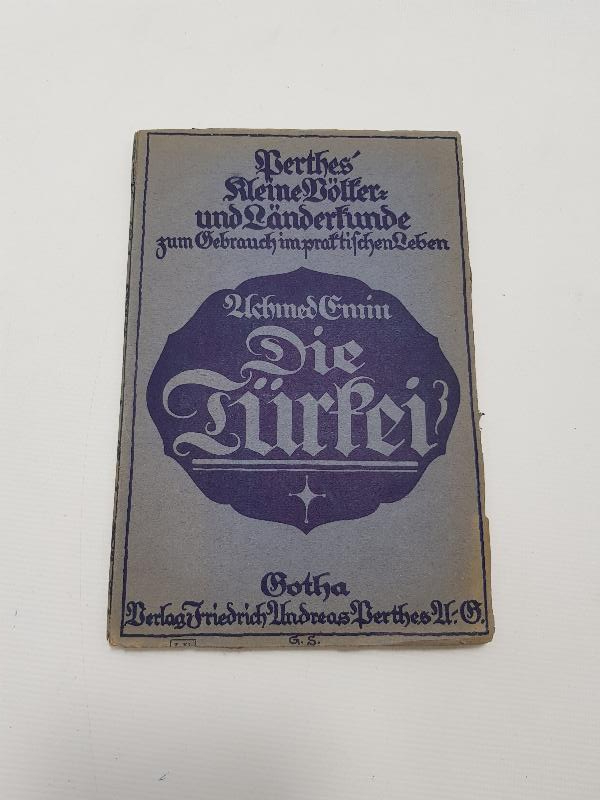 Perthes'
Kleine Völker-
und Länderkunde
zum Gebrauch im praktischen Leben
Achmed Emin
Die
Türkei
Gotha
Verlag Friedrich Andreas Perthes A.-G.
G. S.